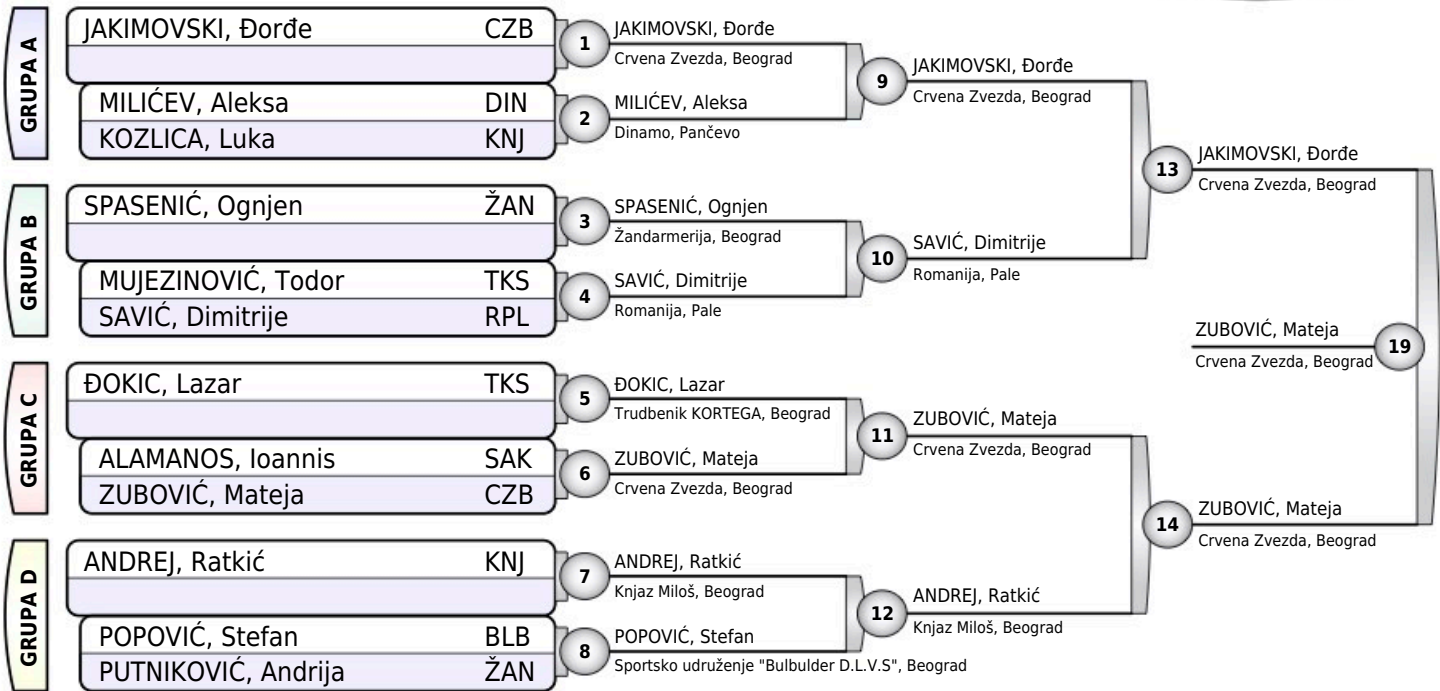 GRUPA A
JAKIMOVSKI, Đorđe CZB
MILIĆEV, Aleksa DIN
KOZLICA, Luka KNJ
GRUPA B
SPASENIĆ, Ognjen ŽAN
MUJEZINOVIĆ, Todor TKS
SAVIĆ, Dimitrije RPL
GRUPA C
ĐOKIC, Lazar TKS
ALAMANOS, Ioannis SAK
ZUBOVIĆ, Mateja CZB
GRUPA D
ANDREJ, Ratkić KNJ
POPOVIĆ, Stefan BLB
PUTNIKOVIĆ, Andrija ŽAN
1
JAKIMOVSKI, Đorđe
Crvena Zvezda, Beograd
2
MILIĆEV, Aleksa
Dinamo, Pančevo
3
SPASENIĆ, Ognjen
Žandarmerija, Beograd
4
SAVIĆ, Dimitrije
Romanija, Pale
5
ĐOKIC, Lazar
Trudbenik KORTEGA, Beograd
6
ZUBOVIĆ, Mateja
Crvena Zvezda, Beograd
7
ANDREJ, Ratkić
Knjaz Miloš, Beograd
8
POPOVIĆ, Stefan
Sportsko udruženje "Bulbulder D.L.V.S", Beograd
9
JAKIMOVSKI, Đorđe
Crvena Zvezda, Beograd
10
SAVIĆ, Dimitrije
Romanija, Pale
11
ZUBOVIĆ, Mateja
Crvena Zvezda, Beograd
12
ANDREJ, Ratkić
Knjaz Miloš, Beograd
13
JAKIMOVSKI, Đorđe
Crvena Zvezda, Beograd
14
ZUBOVIĆ, Mateja
Crvena Zvezda, Beograd
ZUBOVIĆ, Mateja
Crvena Zvezda, Beograd
19